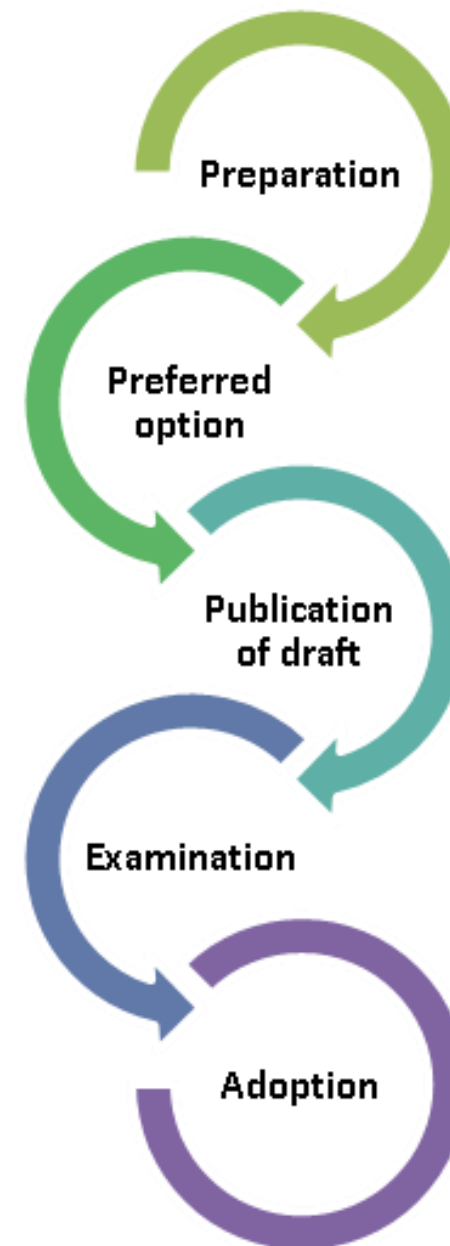 Preparation
Preferred
option
Publication
of draft
Examination
Adoption